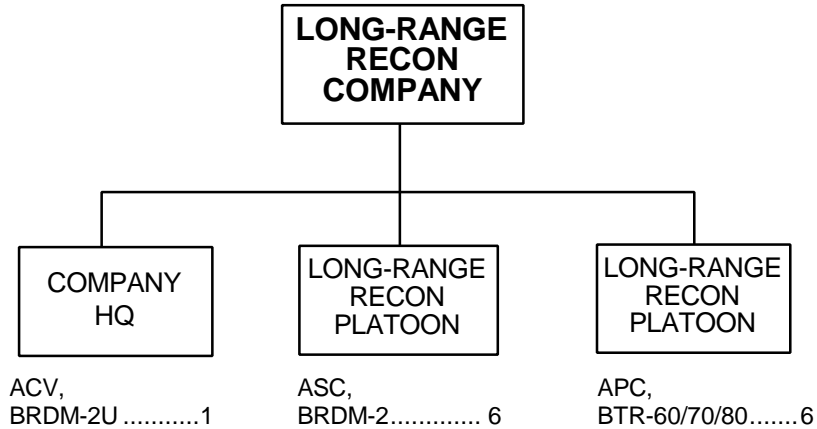 LONG-RANGE
RECON
COMPANY
COMPANY
HQ
LONG-RANGE
RECON
PLATOON
LONG-RANGE
RECON
PLATOON
ACV,
BRDM-2U ...........1
ASC,
BRDM-2............. 6
APC,
BTR-60/70/80.......6